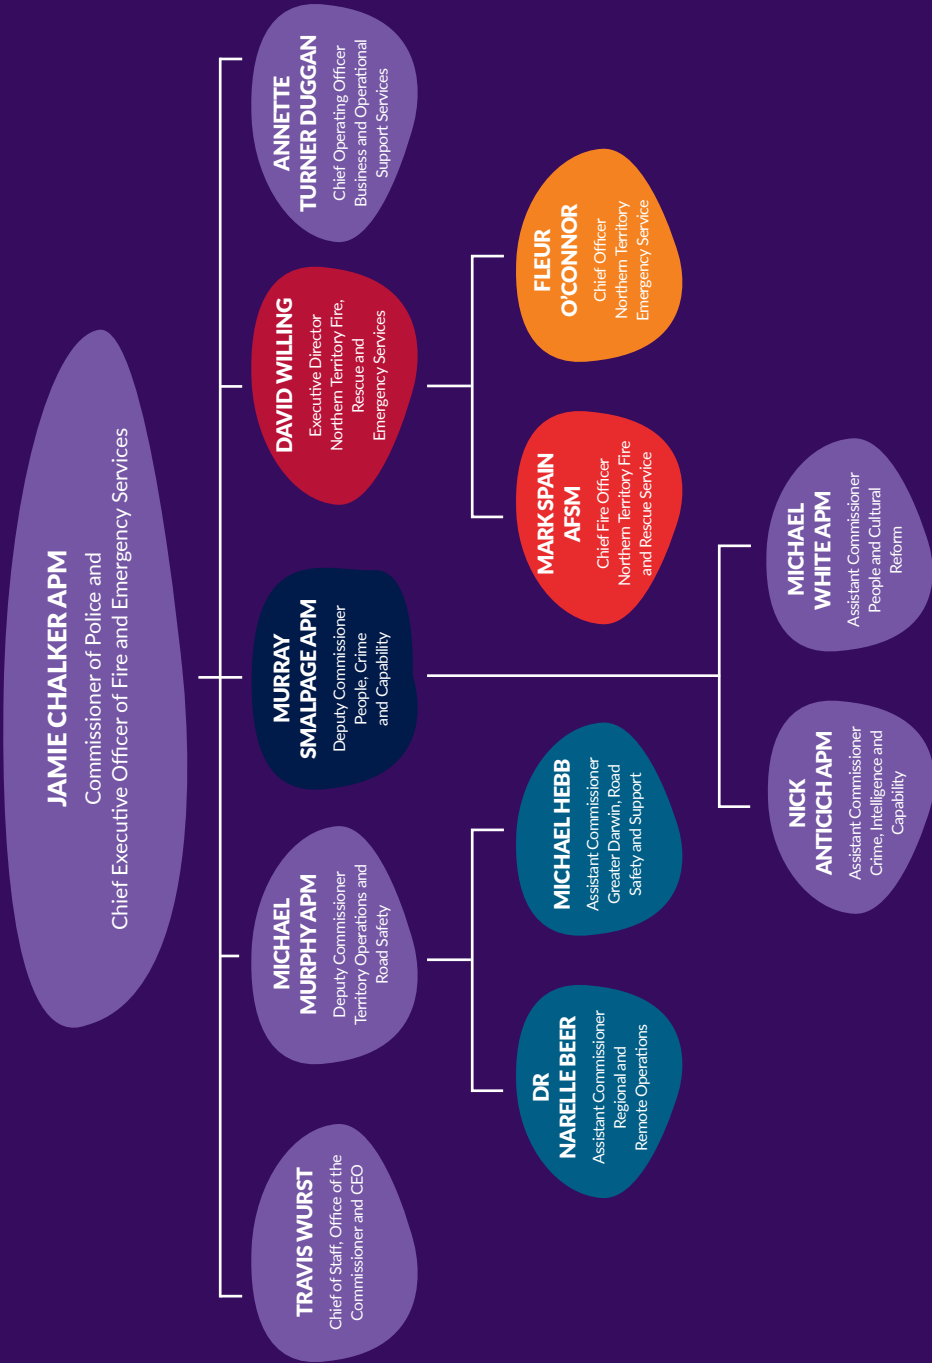 JAMIE CHALKER APM
Commissioner of Police and
Chief Executive Officer of Fire and Emergency Services
TRAVIS WURST
Chief of Staff, Office of the
Commissioner and CEO
MICHAEL
MURPHY APM
Deputy Commissioner
Territory Operations and
Road Safety
MURRAY
SMALPAGE APM
Deputy Commissioner
People, Crime
and Capability
DAVID WILLING
Executive Director
Northern Territory Fire,
Rescue and
Emergency Services
ANNETTE
TURNER DUGGAN
Chief Operating Officer
Business and Operational
Support Services
DR
NARELLE BEER
Assistant Commissioner
Regional and
Remote Operations
MICHAEL HEBB
Assistant Commissioner
Greater Darwin, Road
Safety and Support
MARK SPAIN
AFSM
Chief Fire Officer
Northern Territory Fire
and Rescue Service
FLEUR
O'CONNOR
Chief Officer
Northern Territory
Emergency Service
NICK
ANTICICH APM
Assistant Commissioner
Crime, Intelligence and
Capability
MICHAEL
WHITE APM
Assistant Commissioner
People and Cultural
Reform